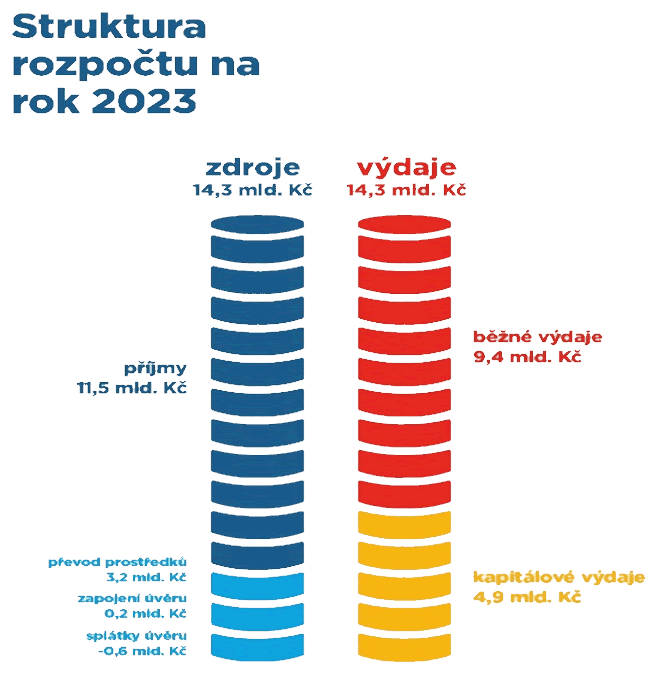 Struktura
rozpočtu na
rok 2023
zdroje
14,3 mld. Kč
výdaje
14,3 mld. Kč
příjmy
11,5 mld. Kč
běžné výdaje
9,4 mld. Kč
převod prostředků
3,2 mld. Kč
zapojení úvěru
0,2 mld. Kč
splátky úvěru
-0,6 mld. Kč
kapitálové výdaje
4,9 mld. Kč